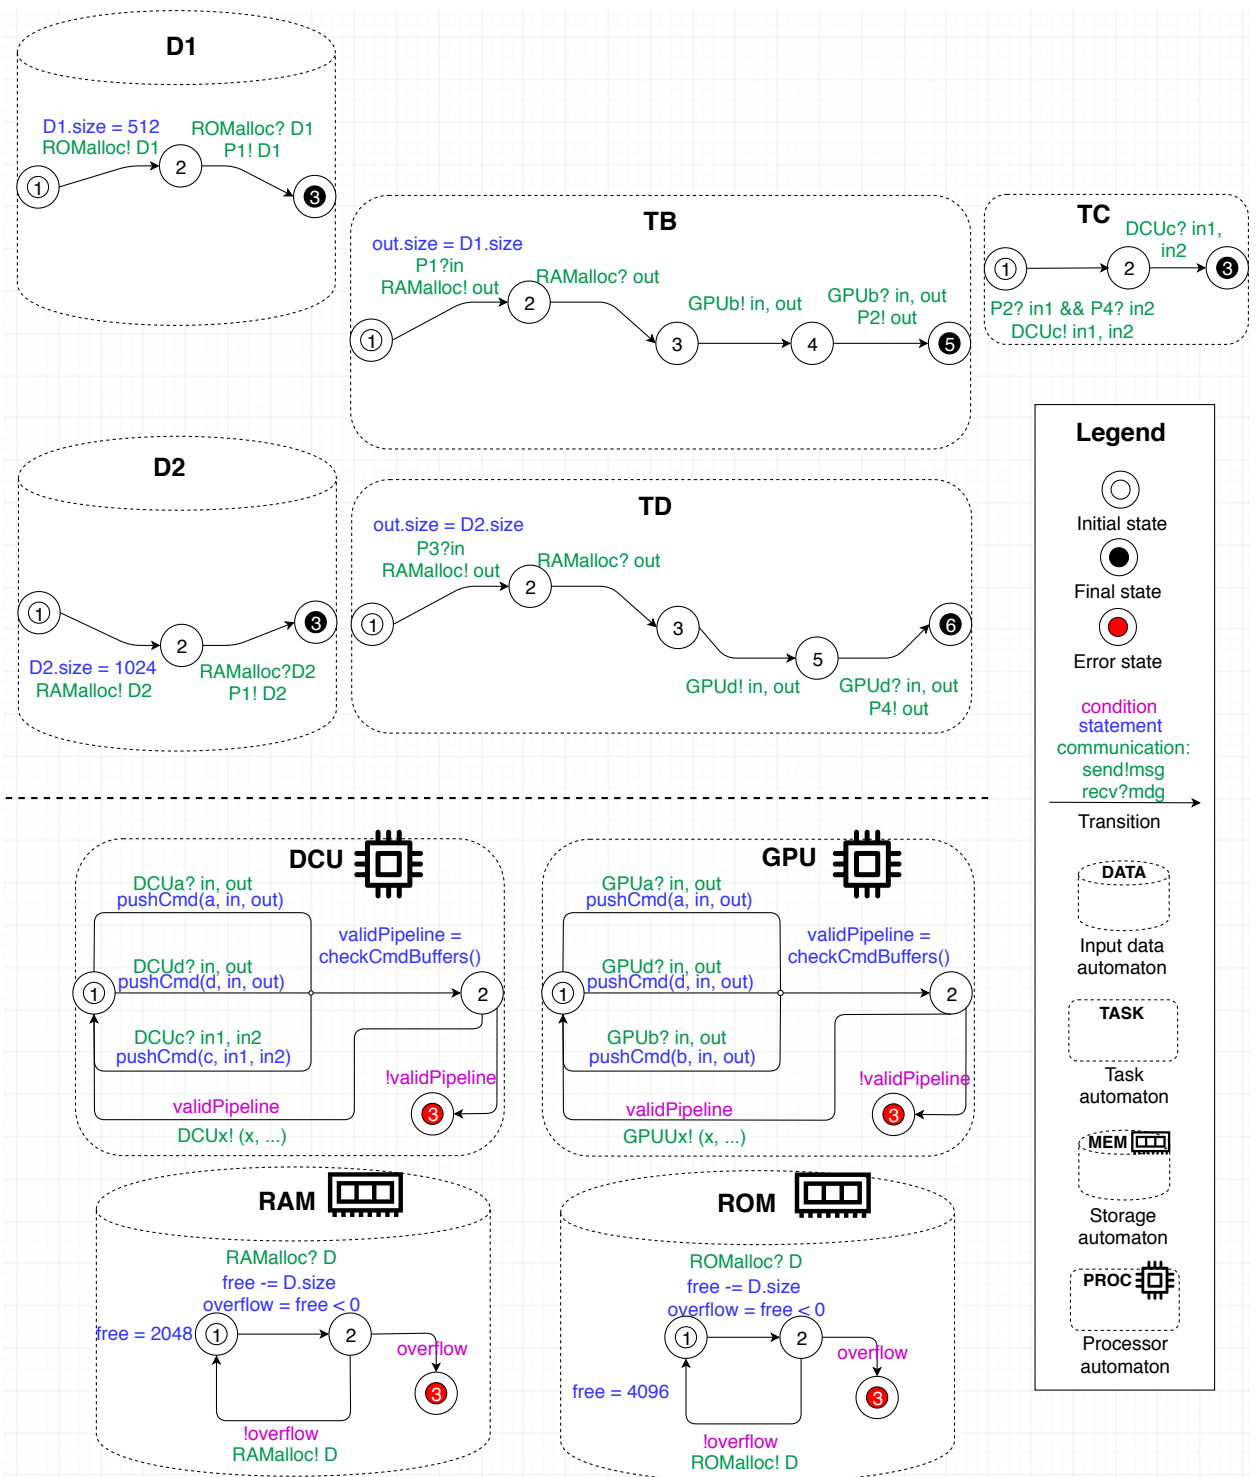 D1
D1.size = 512
ROMalloc! D1
ROMalloc? D1
P1! D1
1
2
3
TB
out.size = D1.size
P1?in
RAMalloc! out
RAMalloc? out
GPUb! in, out
GPUb? in, out
P2! out
1
2
3
4
5
TC
DCUc? in1,
in2
1
2
3
P2? in1 && P4? in2
DCUc! in1, in2
D2
1
2
3
D2.size = 1024
RAMalloc! D2
RAMalloc?D2
P1! D2
TD
out.size = D2.size
P3?in
RAMalloc! out
RAMalloc? out
1
2
3
5
6
GPUd! in, out
GPUd? in, out
P4! out
Legend
Initial state
Final state
Error state
condition
statement
communication:
send!msg
recv?mdg
Transition
DATA
Input data
automaton
TASK
Task
automaton
MEM
Storage
automaton
PROC
Processor
automaton
DCU
DCUa? in, out
pushCmd(a, in, out)
validPipeline =
checkCmdBuffers()
DCUd? in, out
pushCmd(d, in, out)
1
2
DCUc? in1, in2
pushCmd(c, in1, in2)
!validPipeline
validPipeline
3
DCUx! (x, ...)
GPU
GPUa? in, out
pushCmd(a, in, out)
validPipeline =
checkCmdBuffers()
GPUd? in, out
pushCmd(d, in, out)
1
2
GPUb? in, out
pushCmd(b, in, out)
!validPipeline
validPipeline
3
GPUUx! (x, ...)
RAM
RAMalloc? D
free -= D.size
overflow = free < 0
free = 2048
1
2
overflow
3
!overflow
RAMalloc! D
ROM
ROMalloc? D
free -= D.size
overflow = free < 0
1
2
overflow
free = 4096
3
!overflow
ROMalloc! D